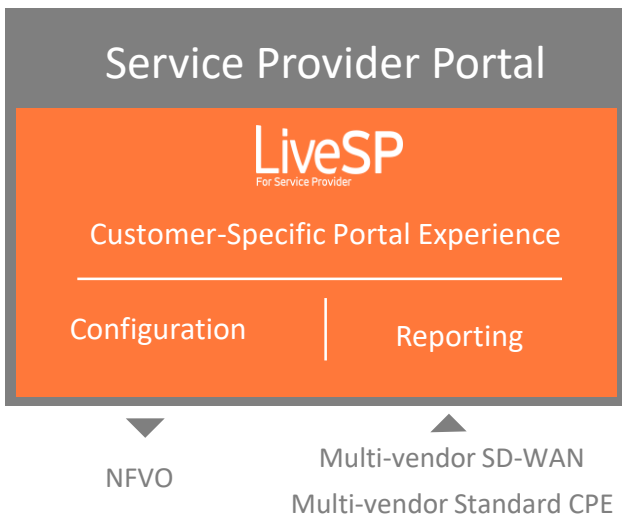 Service Provider Portal
LiveSP
For Service Provider
Customer-Specific Portal Experience
Configuration
Reporting
NFVO
Multi-vendor SD-WAN
Multi-vendor Standard CPE